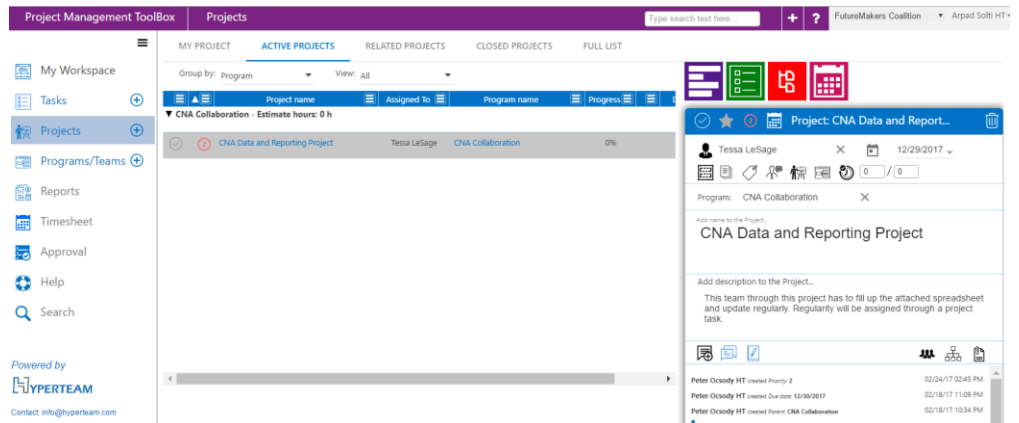 Project Management ToolBox Projects Type search text here... + ? FutureMakers Coalition Arpad Solti HT
MY PROJECT ACTIVE PROJECTS RELATED PROJECTS CLOSED PROJECTS FULL LIST
Group by: Program View: All
My Workspace
Tasks
Projects
Programs/Teams
Reports
Timesheet
Approval
Help
Search
Powered by
HYPERTEAM
Contact: info@hyperteam.com
Project name Assigned To Program name Progress
CNA Collaboration - Estimate hours: 0 h
2 CNA Data and Reporting Project Tessa LeSage CNA Collaboration 0%
2 Project: CNA Data and Report...
Tessa LeSage X 12/29/2017
0 / 0
Program: CNA Collaboration X
Add name to the Project...
CNA Data and Reporting Project
Add description to the Project...
This team through this project has to fill up the attached spreadsheet
and update regularly. Regularity will be assigned through a project
task.
Peter Ocsody HT created Priority: 2 02/24/17 02:45 PM
Peter Ocsody HT created Due date: 12/30/2017 02/18/17 11:09 PM
Peter Ocsody HT created Parent: CNA Collaboration 02/18/17 10:34 PM